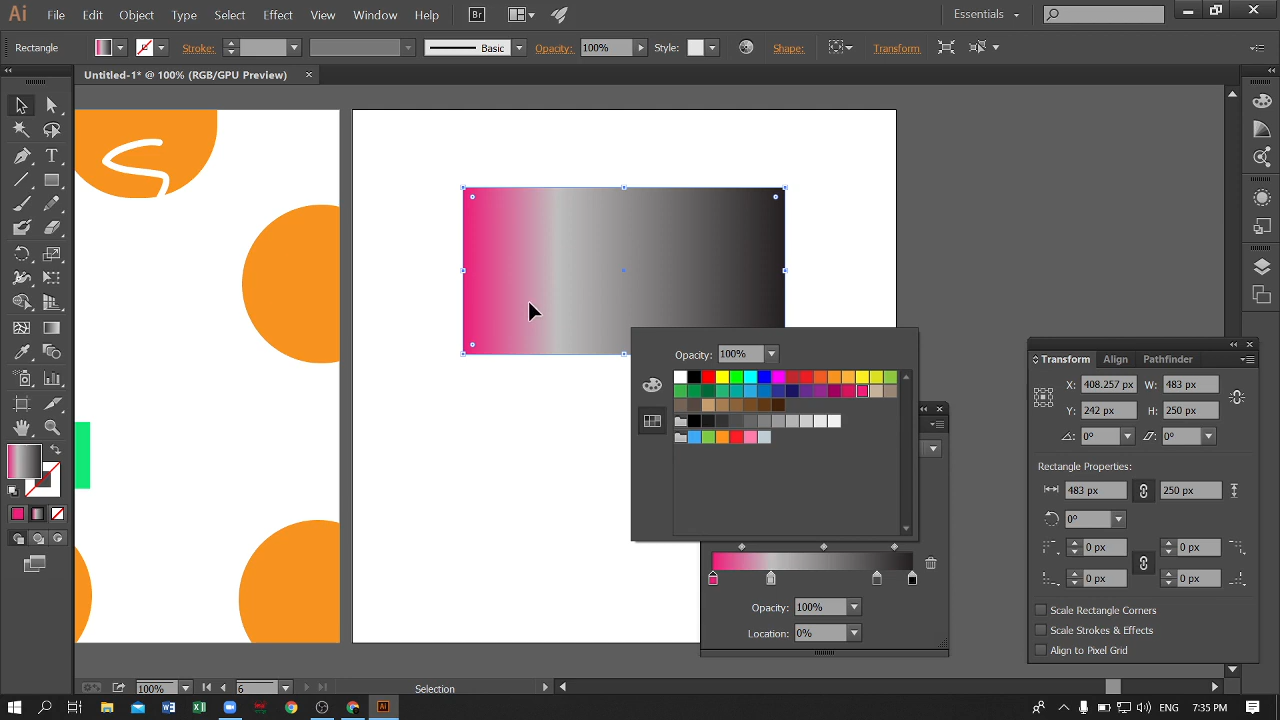 Ai File Edit Object Type Select Effect View Window Help Br Essentials
Rectangle Stroke: Basic Opacity: 100% Style: Shape: Transform
Untitled-1* @ 100% (RGB/GPU Preview)
Opacity: 100%
Transform Align Pathfinder
X: 408.257 px W: 483 px
Y: 242 px H: 250 px
0° 0°
Rectangle Properties:
483 px 250 px
0°
0 px 0 px
0 px 0 px
Opacity: 100%
Scale Rectangle Corners
Location: 0%
Scale Strokes & Effects
Align to Pixel Grid
100% 6 Selection
ENG 7:35 PM